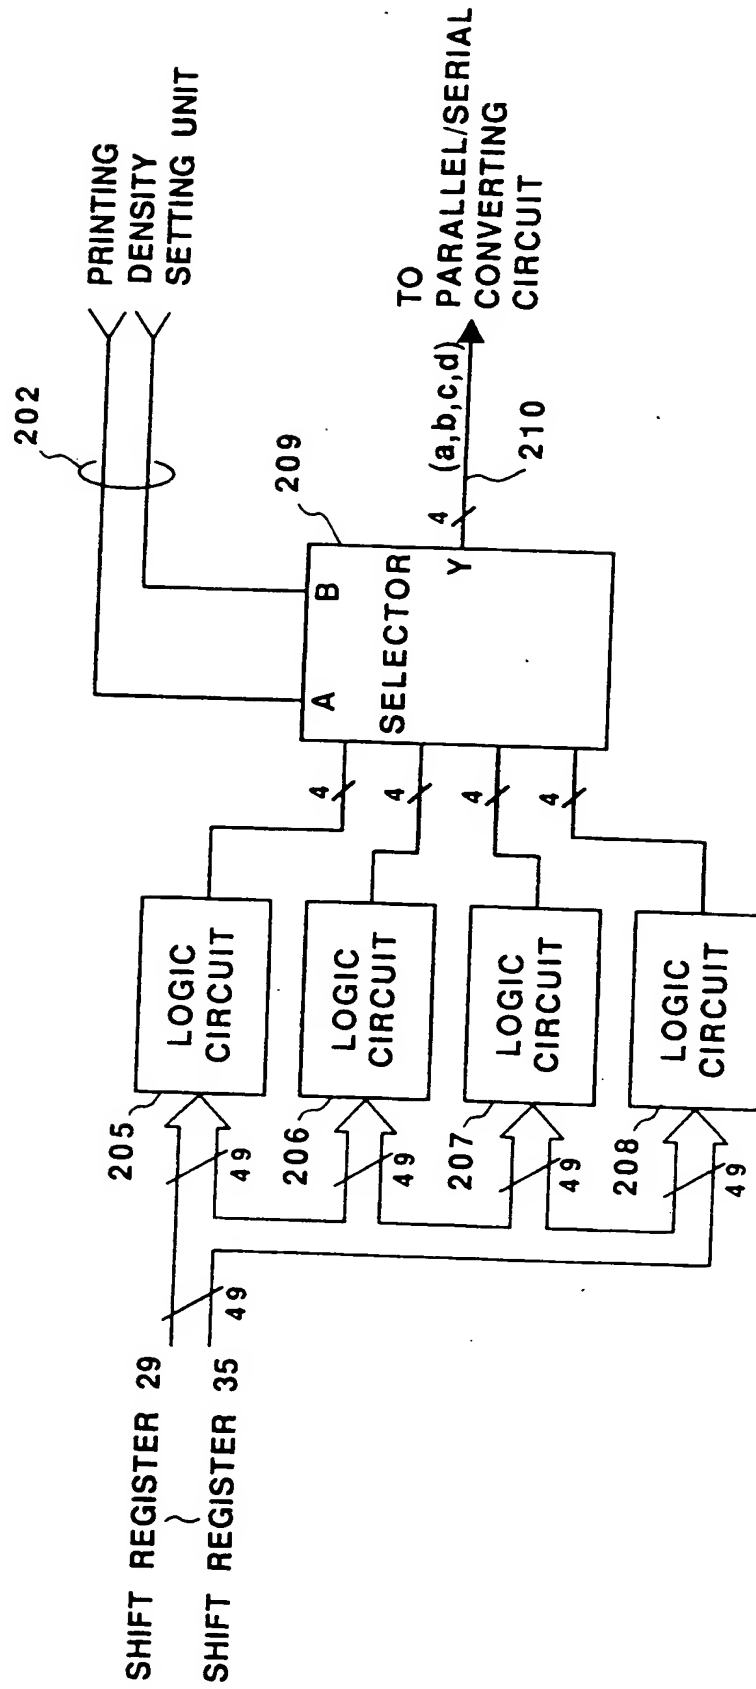 SHIFT REGISTER 29
~
SHIFT REGISTER 35
49
205
49
LOGIC
CIRCUIT
4
206
49
LOGIC
CIRCUIT
4
207
49
LOGIC
CIRCUIT
4
208
49
LOGIC
CIRCUIT
4
209
A
B
SELECTOR
Y
202
PRINTING
DENSITY
SETTING UNIT
4
(a,b,c,d)
210
TO
PARALLEL/SERIAL
CONVERTING
CIRCUIT